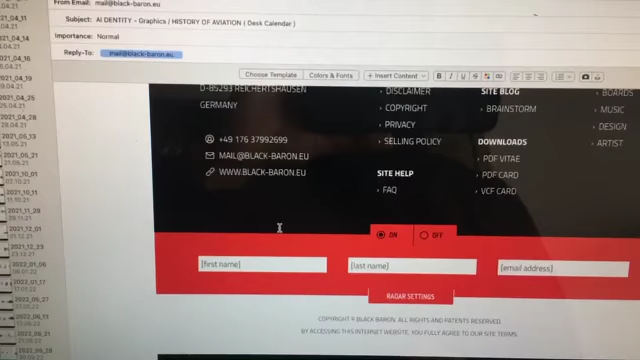 From Email: mail@black-baron.eu
Subject: AI DENTITY - Graphics / HISTORY OF AVIATION ( Desk Calendar )
Importance: Normal
Reply-To: mail@black-baron.eu
Choose Template Colors & Fonts + Insert Content B I U S
D-85293 REICHERTSHAUSEN
GERMANY
+49 176 37992699
MAIL@BLACK-BARON.EU
WWW.BLACK-BARON.EU
› DISCLAIMER
› COPYRIGHT
› PRIVACY
› SELLING POLICY
SITE HELP
› FAQ
SITE BLOG
› BRAINSTORM
DOWNLOADS
› PDF VITAE
› PDF CARD
› VCF CARD
› BOARDS
› MUSIC
› DESIGN
› ARTIST
ON OFF
[first name] [last name] [email address]
RADAR SETTINGS
COPYRIGHT © BLACK BARON. ALL RIGHTS AND PATENTS RESERVED.
BY ACCESSING THIS INTERNET WEBSITE, YOU FULLY AGREE TO OUR SITE TERMS.
2021_04_11
2021_04_14
2021_04_16
2021_04_19
2021_04_25
2021_04_28
2021_05_13
2021_05_21
2021_10_01
2021_10_11
2021_11_29
2021_12_01
2021_12_23
2022_01_06
2022_01_17